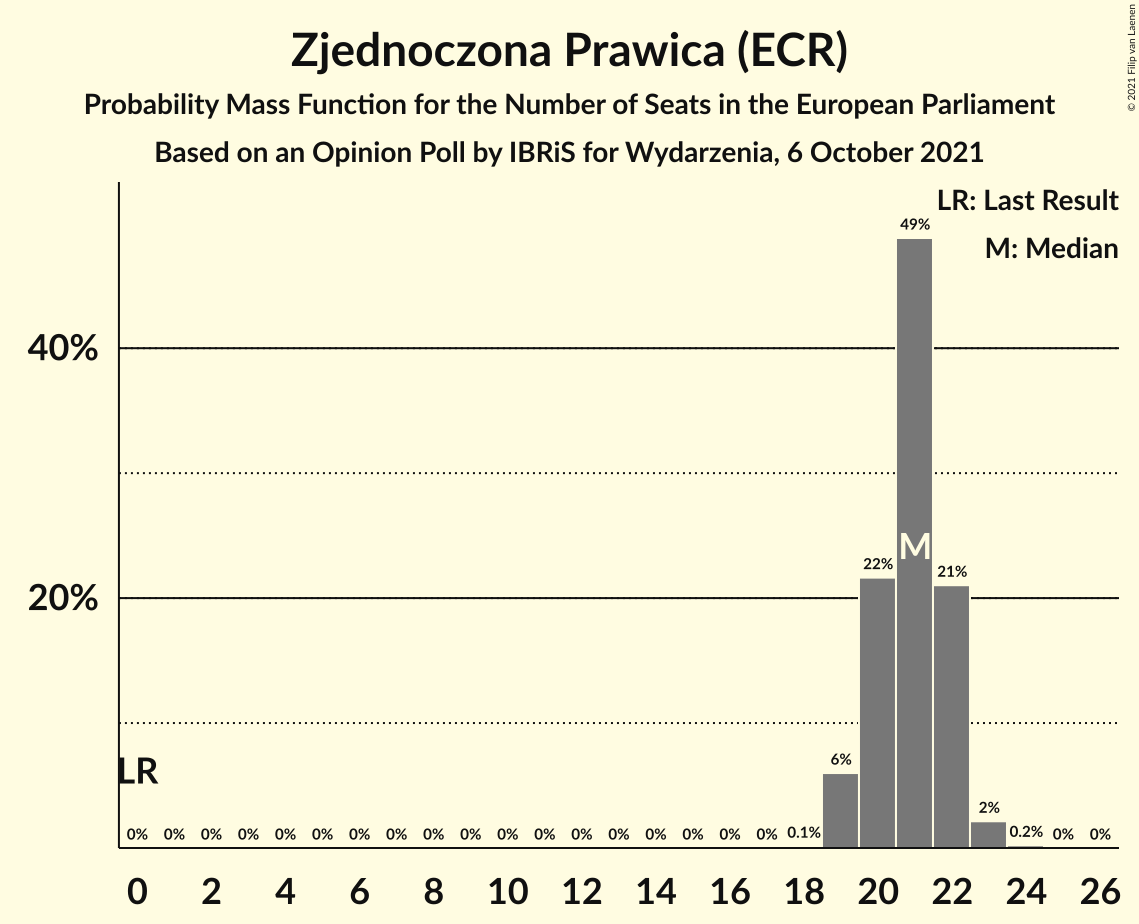 Zjednoczona Prawica (ECR)
Probability Mass Function for the Number of Seats in the European Parliament
Based on an Opinion Poll by IBRiS for Wydarzenia, 6 October 2021
© 2021 Filip van Laenen
LR: Last Result
M: Median
49%
40%
M
22%
21%
20%
LR
6%
2%
0% 0% 0% 0% 0% 0% 0% 0% 0% 0% 0% 0% 0% 0% 0% 0% 0% 0% 0.1% 0.2% 0% 0%
0 2 4 6 8 10 12 14 16 18 20 22 24 26